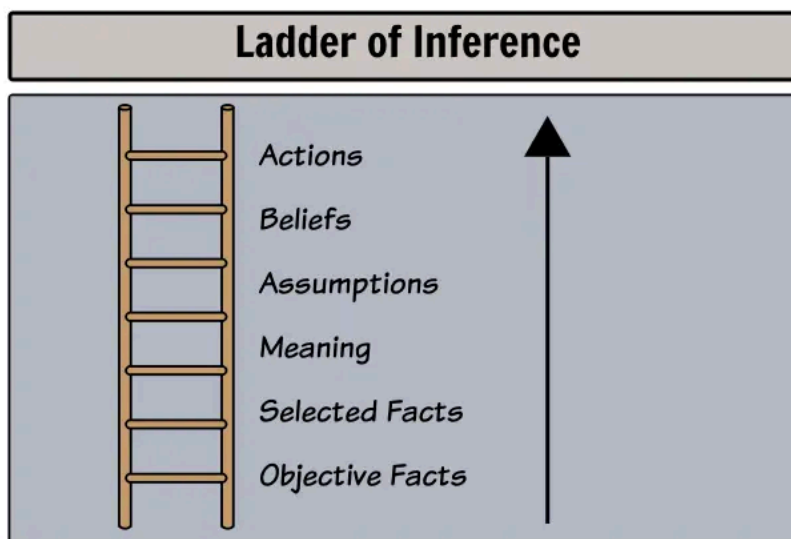 Ladder of Inference
Actions
Beliefs
Assumptions
Meaning
Selected Facts
Objective Facts